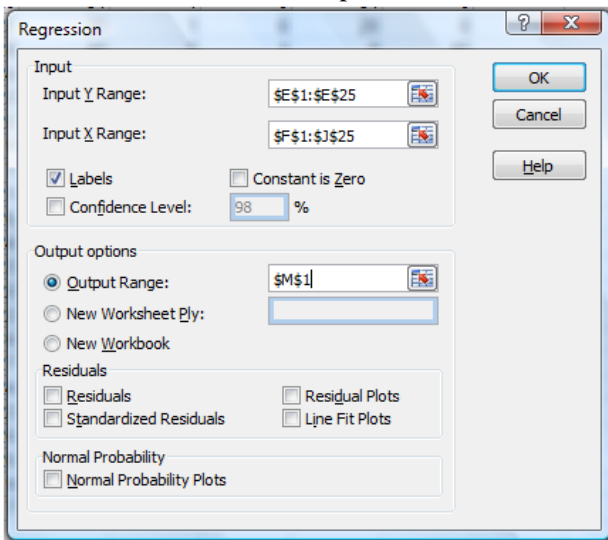 Regression
Input
Input Y Range: $E$1:$E$25
Input X Range: $F$1:$J$25
Labels Constant is Zero
Confidence Level: 98 %
OK
Cancel
Help
Output options
Output Range: $M$1
New Worksheet Ply:
New Workbook
Residuals
Residuals Residual Plots
Standardized Residuals Line Fit Plots
Normal Probability
Normal Probability Plots